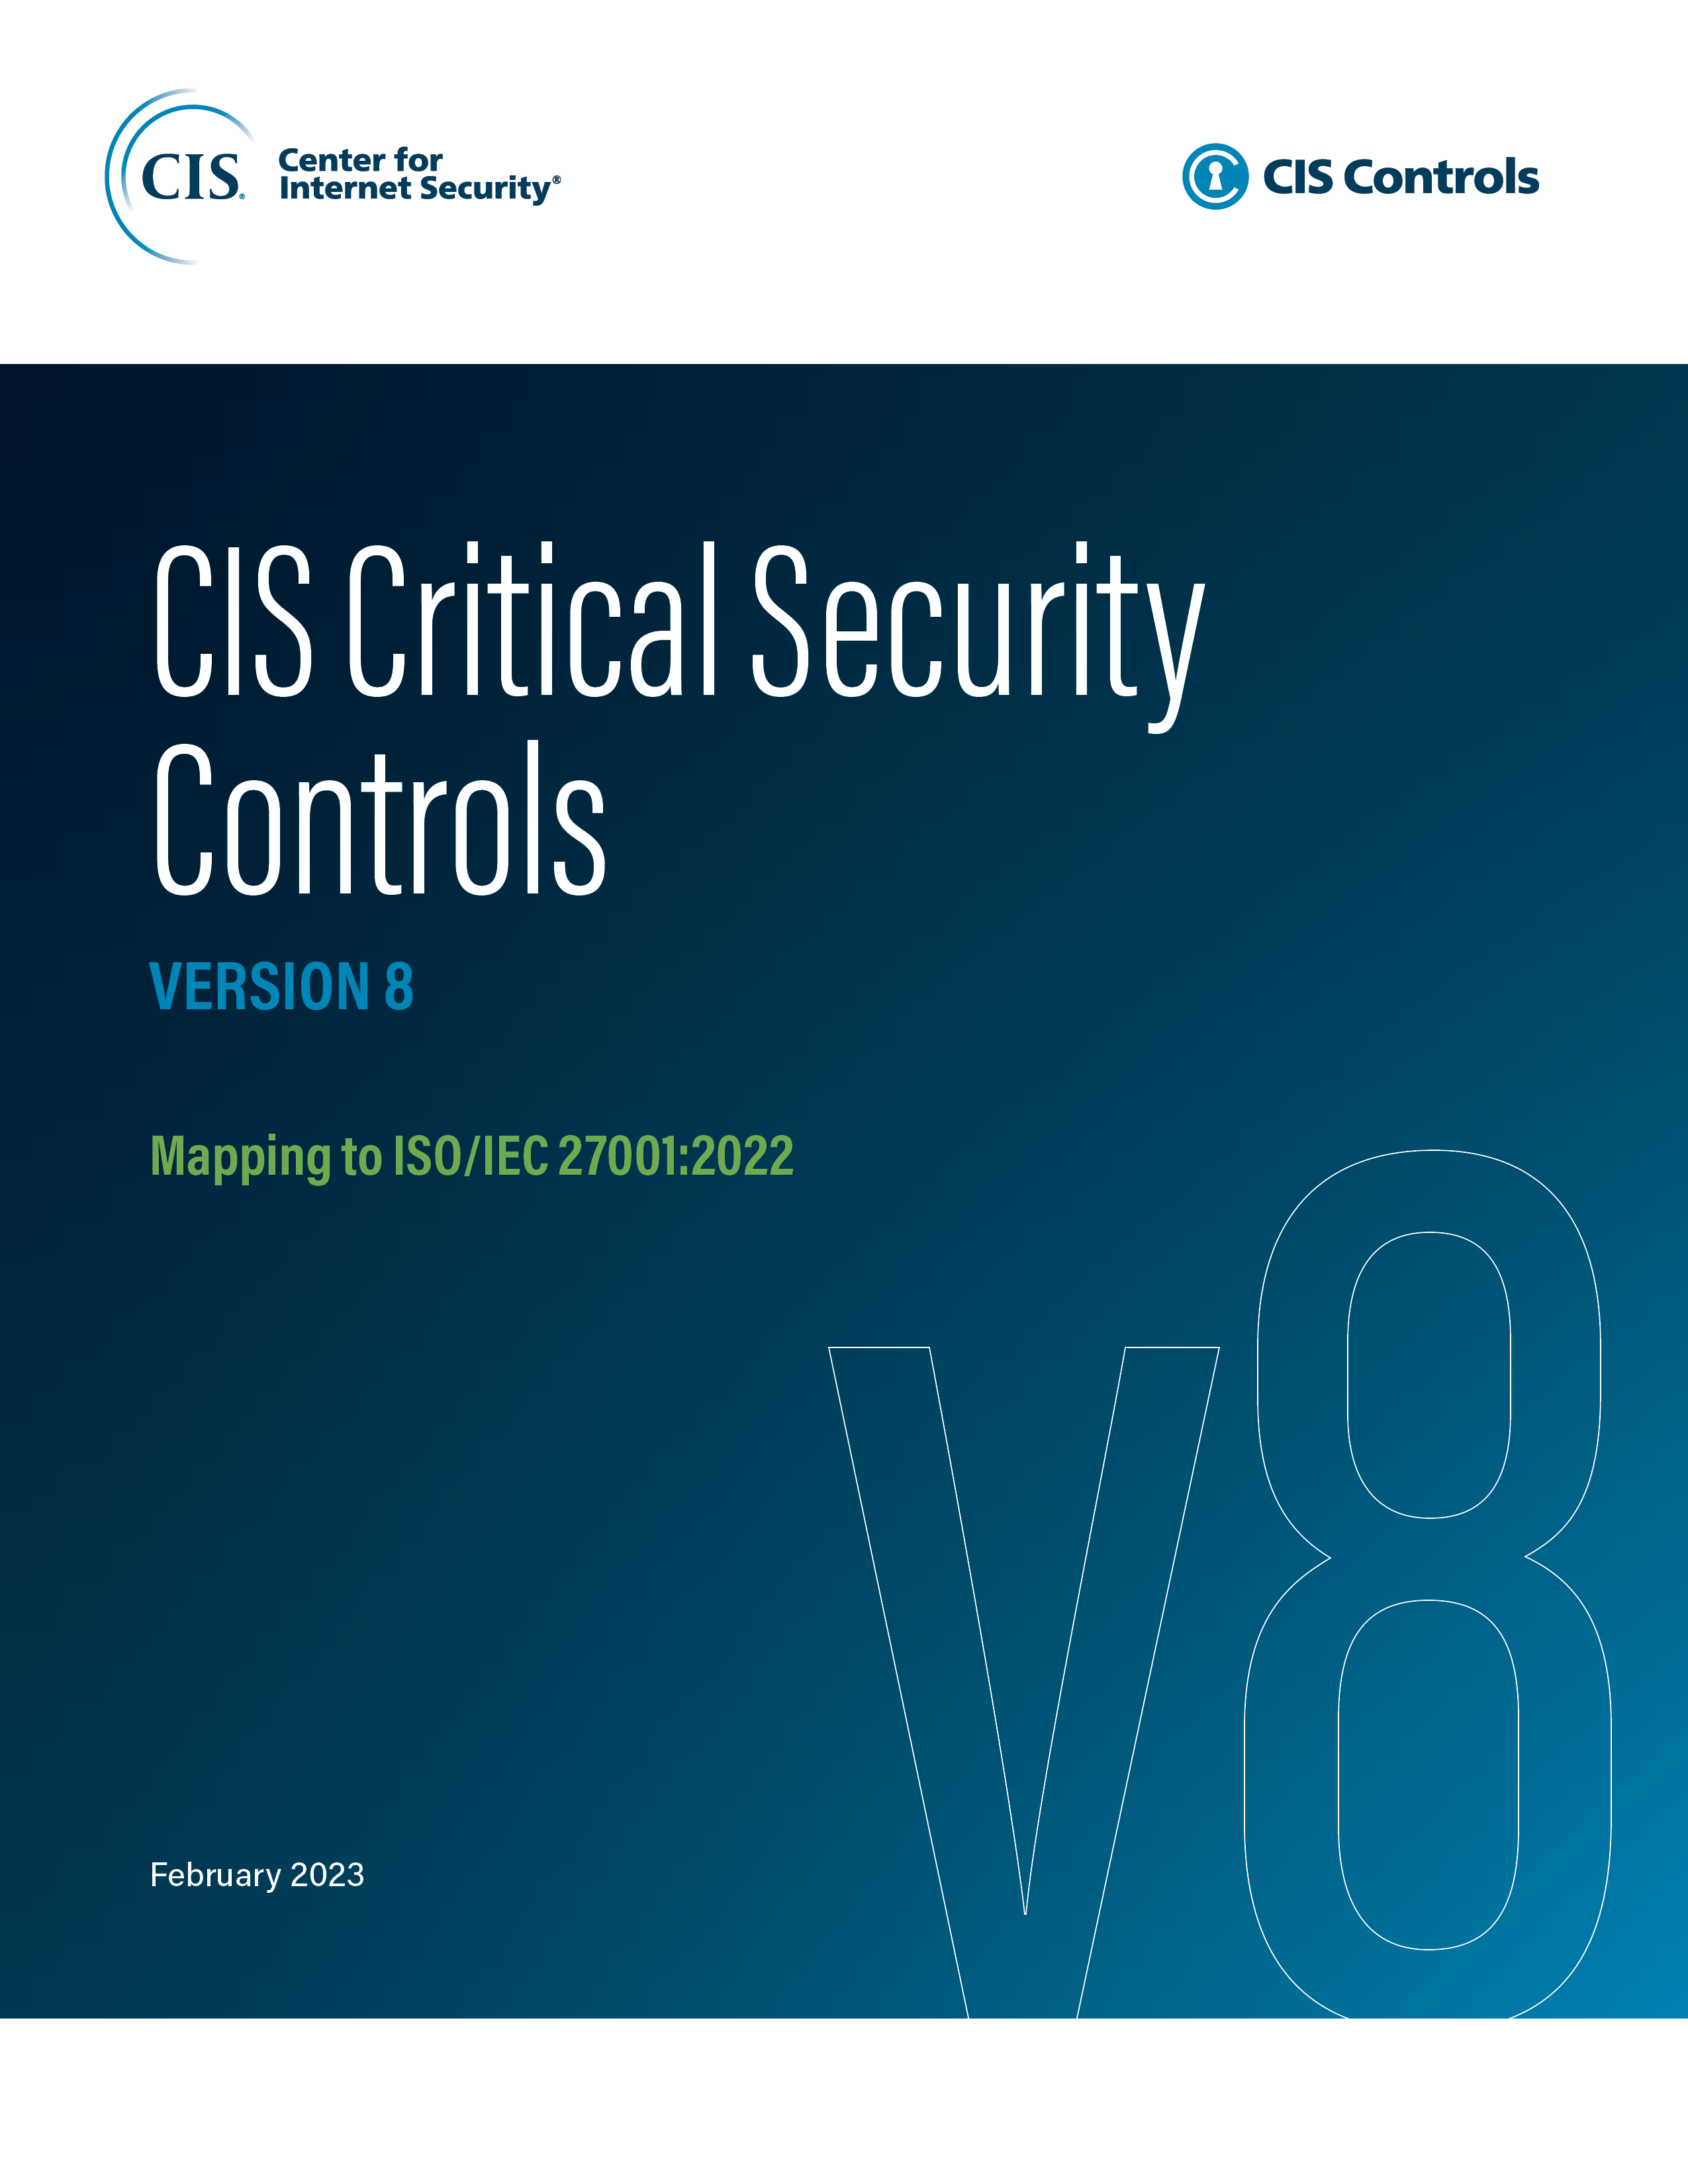 CIS®
Center for
Internet Security®
CIS Controls
CIS Critical Security
Controls
VERSION 8
Mapping to ISO/IEC 27001:2022
V8
February 2023